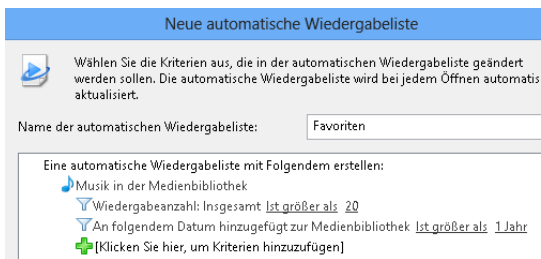 Neue automatische Wiedergabeliste
Wählen Sie die Kriterien aus, die in der automatischen Wiedergabeliste geändert
werden sollen. Die automatische Wiedergabeliste wird bei jedem Öffnen automatis
aktualisiert.
Name der automatischen Wiedergabeliste: Favoriten
Eine automatische Wiedergabeliste mit Folgendem erstellen:
Musik in der Medienbibliothek
Wiedergabeanzahl: Insgesamt Ist größer als 20
An folgendem Datum hinzugefügt zur Medienbibliothek Ist größer als 1 Jahr
[Klicken Sie hier, um Kriterien hinzuzufügen]